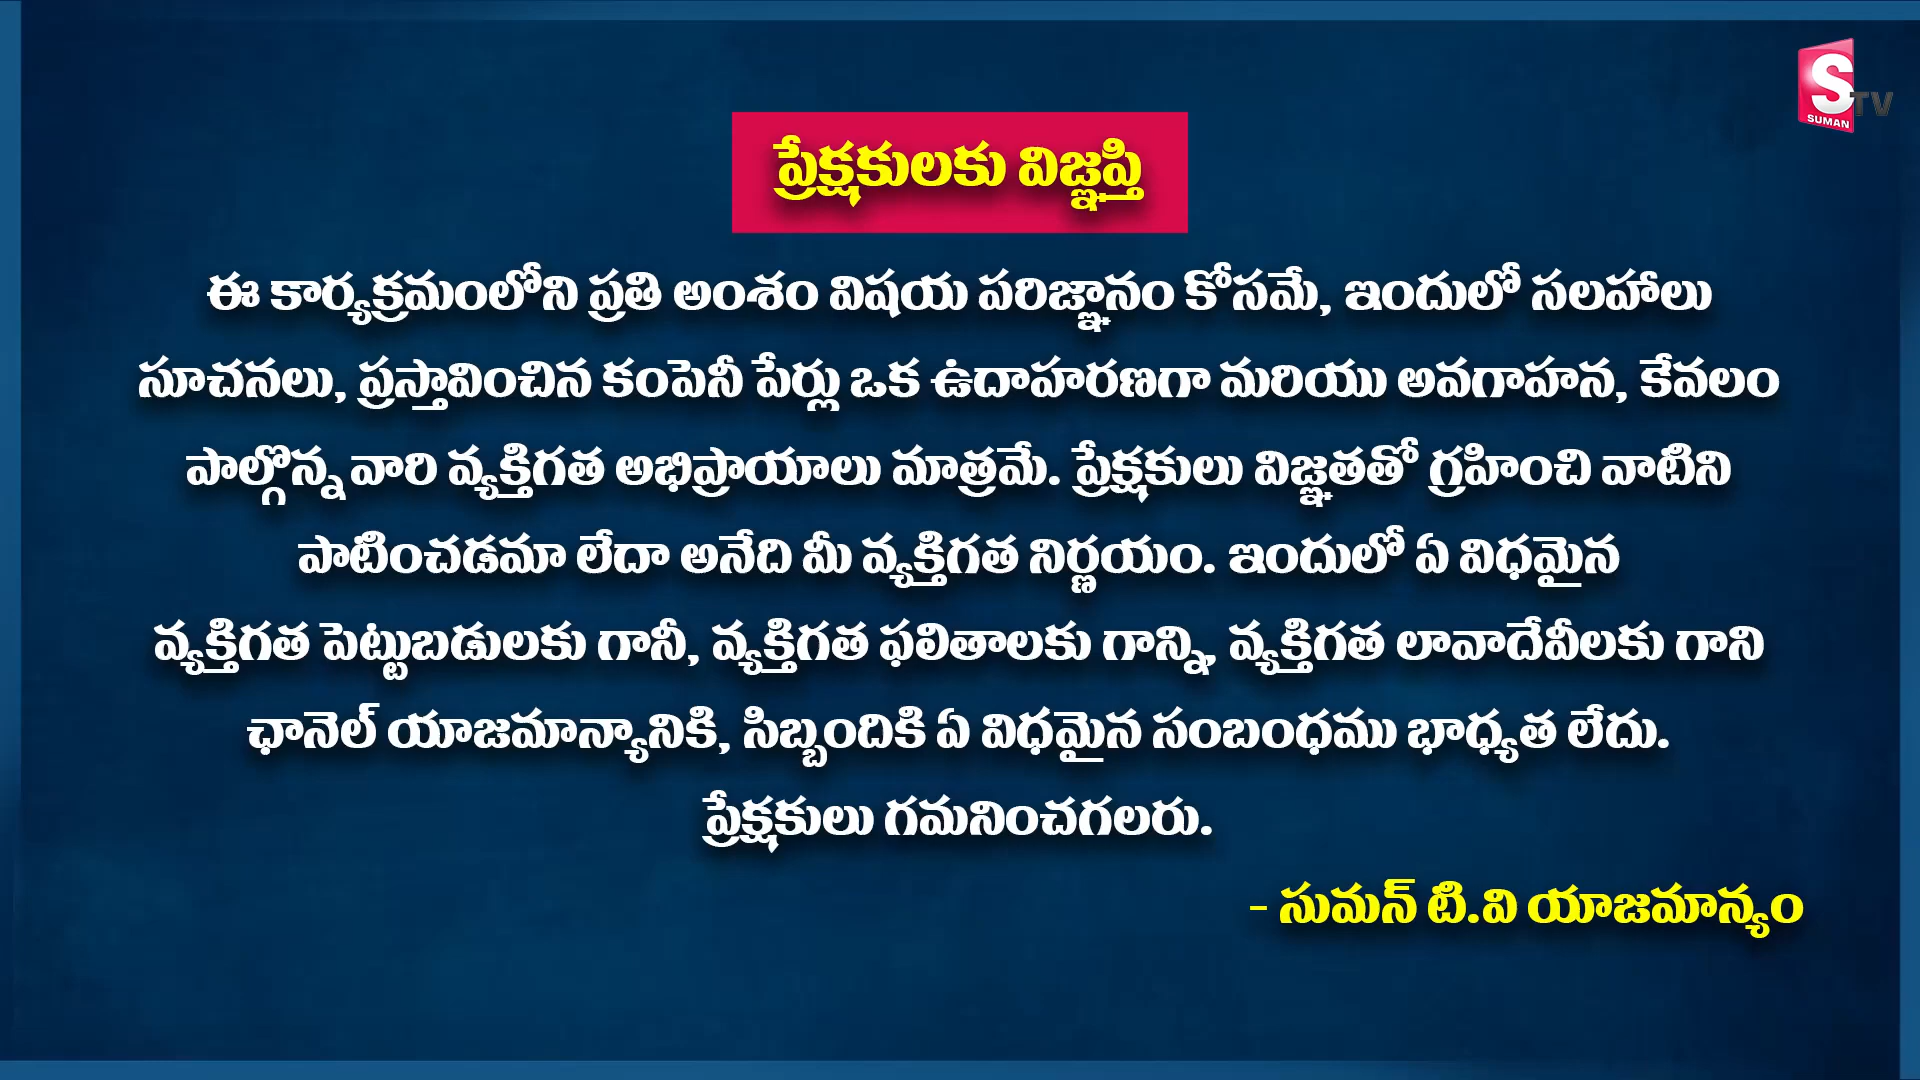 S
SUMAN
TV
ప్రేక్షకులకు విజ్ఞప్తి
ఈ కార్యక్రమంలోని ప్రతి అంశం విషయ పరిజ్ఞానం కోసమే, ఇందులో సలహాలు
సూచనలు, ప్రస్తావించిన కంపెనీ పేర్లు ఒక ఉదాహరణగా మరియు అవగాహన, కేవలం
పాల్గొన్న వారి వ్యక్తిగత అభిప్రాయాలు మాత్రమే. ప్రేక్షకులు విజ్ఞతతో గ్రహించి వాటిని
పాటించడమా లేదా అనేది మీ వ్యక్తిగత నిర్ణయం. ఇందులో ఏ విధమైన
వ్యక్తిగత పెట్టుబడులకు గానీ, వ్యక్తిగత ఫలితాలకు గాన్ని, వ్యక్తిగత లావాదేవీలకు గాని
ఛానెల్ యాజమాన్యానికి, సిబ్బందికి ఏ విధమైన సంబంధము భాధ్యత లేదు.
ప్రేక్షకులు గమనించగలరు.
- సుమన్ టి.వి యాజమాన్యం